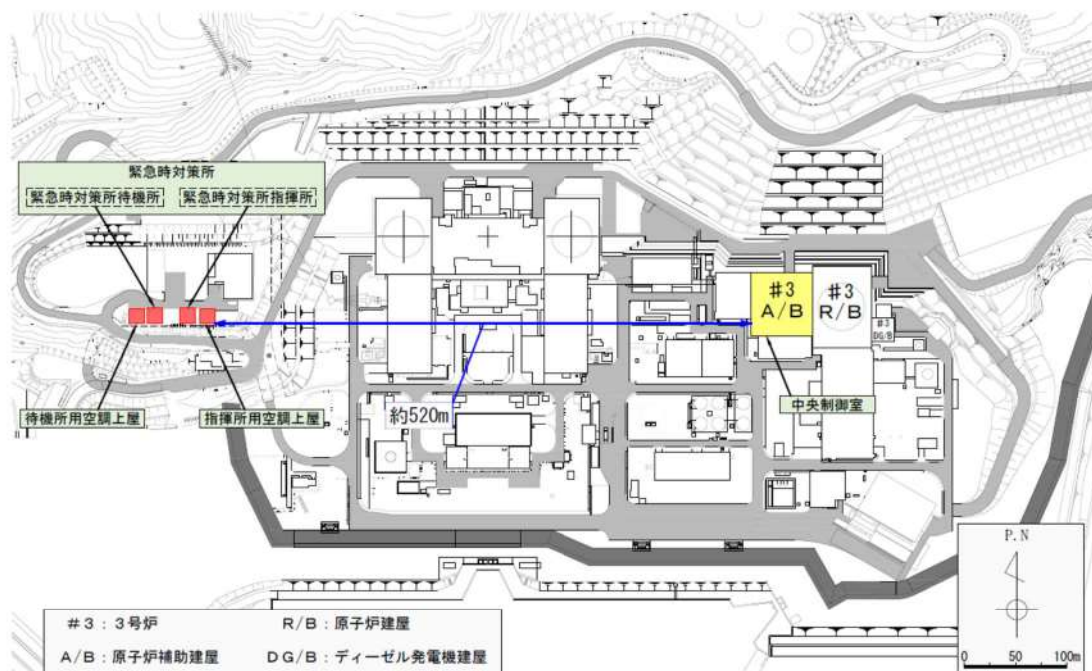 緊急時対策所
緊急時対策所待機所 緊急時対策所指揮所
#3
A/B
#3
R/B
#3
DG/B
待機所用空調上屋
指揮所用空調上屋
約520m
中央制御室
P.N
0 50 100m
#3：3号炉 R/B：原子炉建屋
A/B：原子炉補助建屋 DG/B：ディーゼル発電機建屋